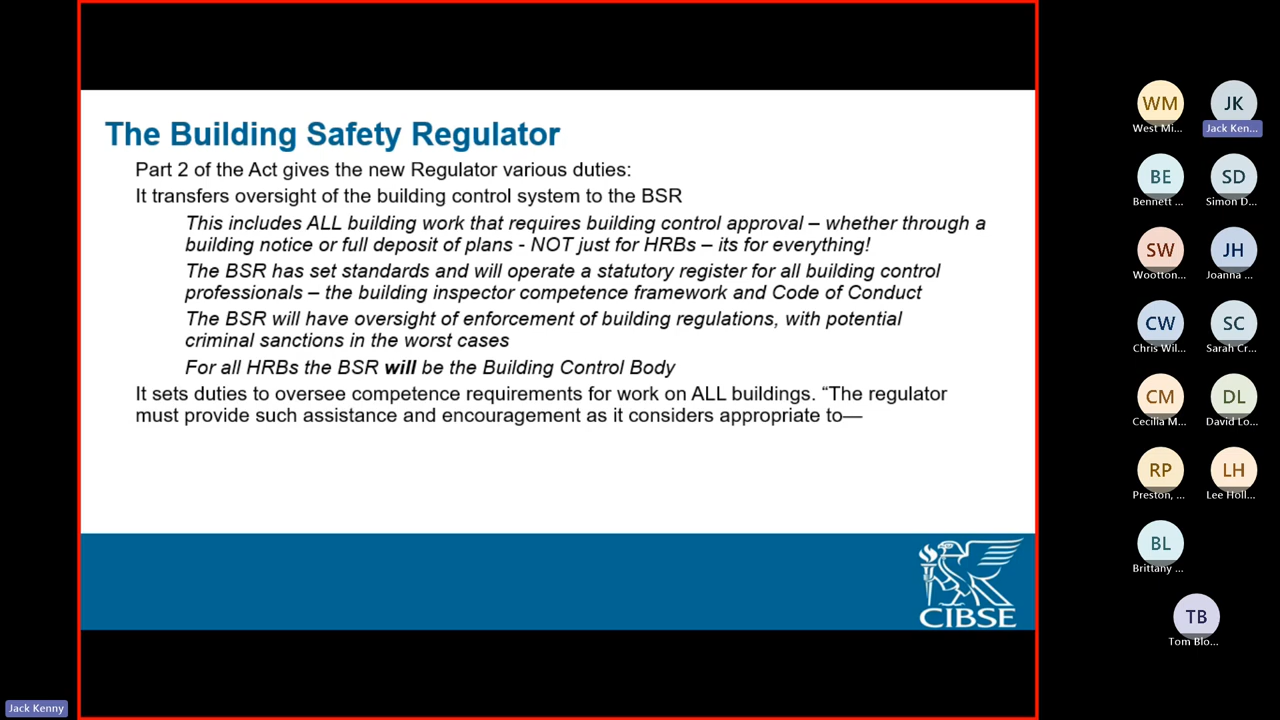 The Building Safety Regulator
Part 2 of the Act gives the new Regulator various duties:
It transfers oversight of the building control system to the BSR
This includes ALL building work that requires building control approval – whether through a
building notice or full deposit of plans - NOT just for HRBs – its for everything!
The BSR has set standards and will operate a statutory register for all building control
professionals – the building inspector competence framework and Code of Conduct
The BSR will have oversight of enforcement of building regulations, with potential
criminal sanctions in the worst cases
For all HRBs the BSR will be the Building Control Body
It sets duties to oversee competence requirements for work on ALL buildings. “The regulator
must provide such assistance and encouragement as it considers appropriate to—
CIBSE
Jack Kenny
WM
West Mi...
JK
Jack Ken...
BE
Bennett ...
SD
Simon D...
SW
Wootton...
JH
Joanna ...
CW
Chris Wil...
SC
Sarah Cr...
CM
Cecilia M...
DL
David Lo...
RP
Preston, ...
LH
Lee Holl...
BL
Brittany ...
TB
Tom Blo...